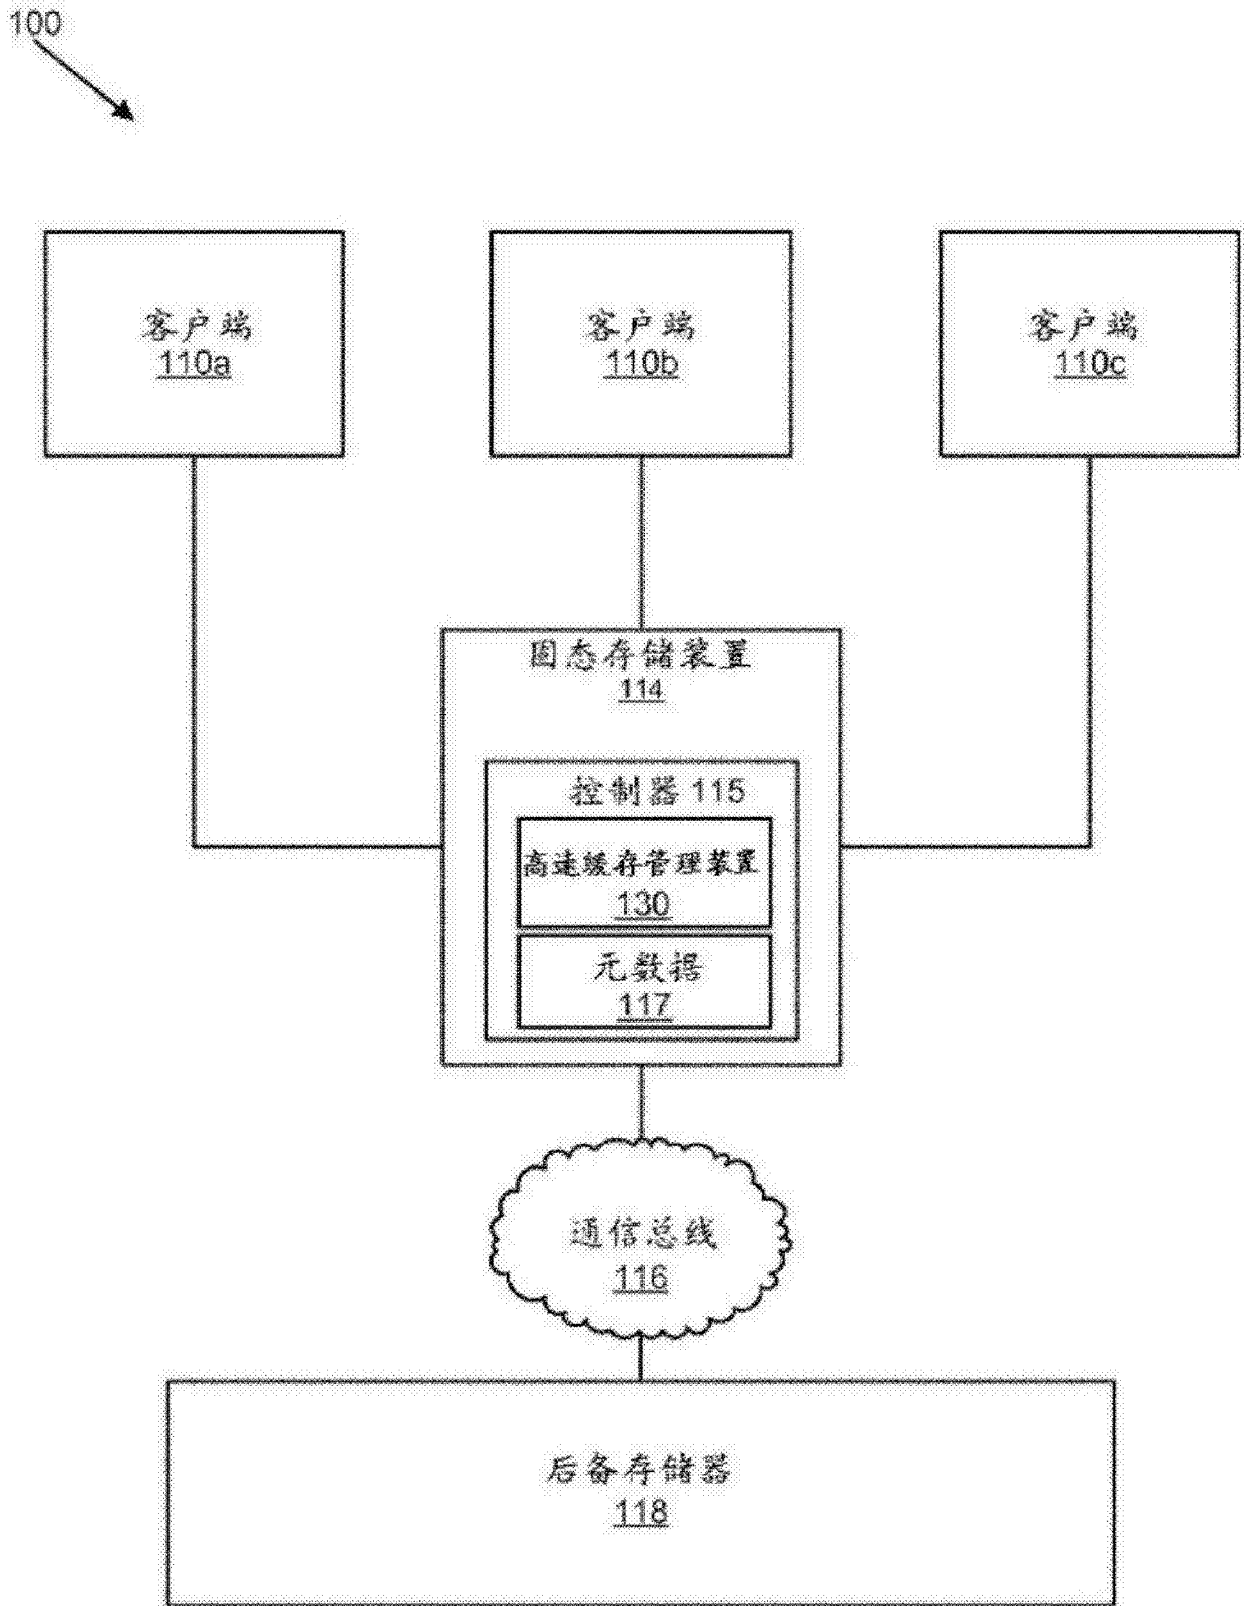 100
客户端
110a
客户端
110b
客户端
110c
固态存储装置
114
控制器 115
高速缓存管理装置
130
元数据
117
通信总线
116
后备存储器
118